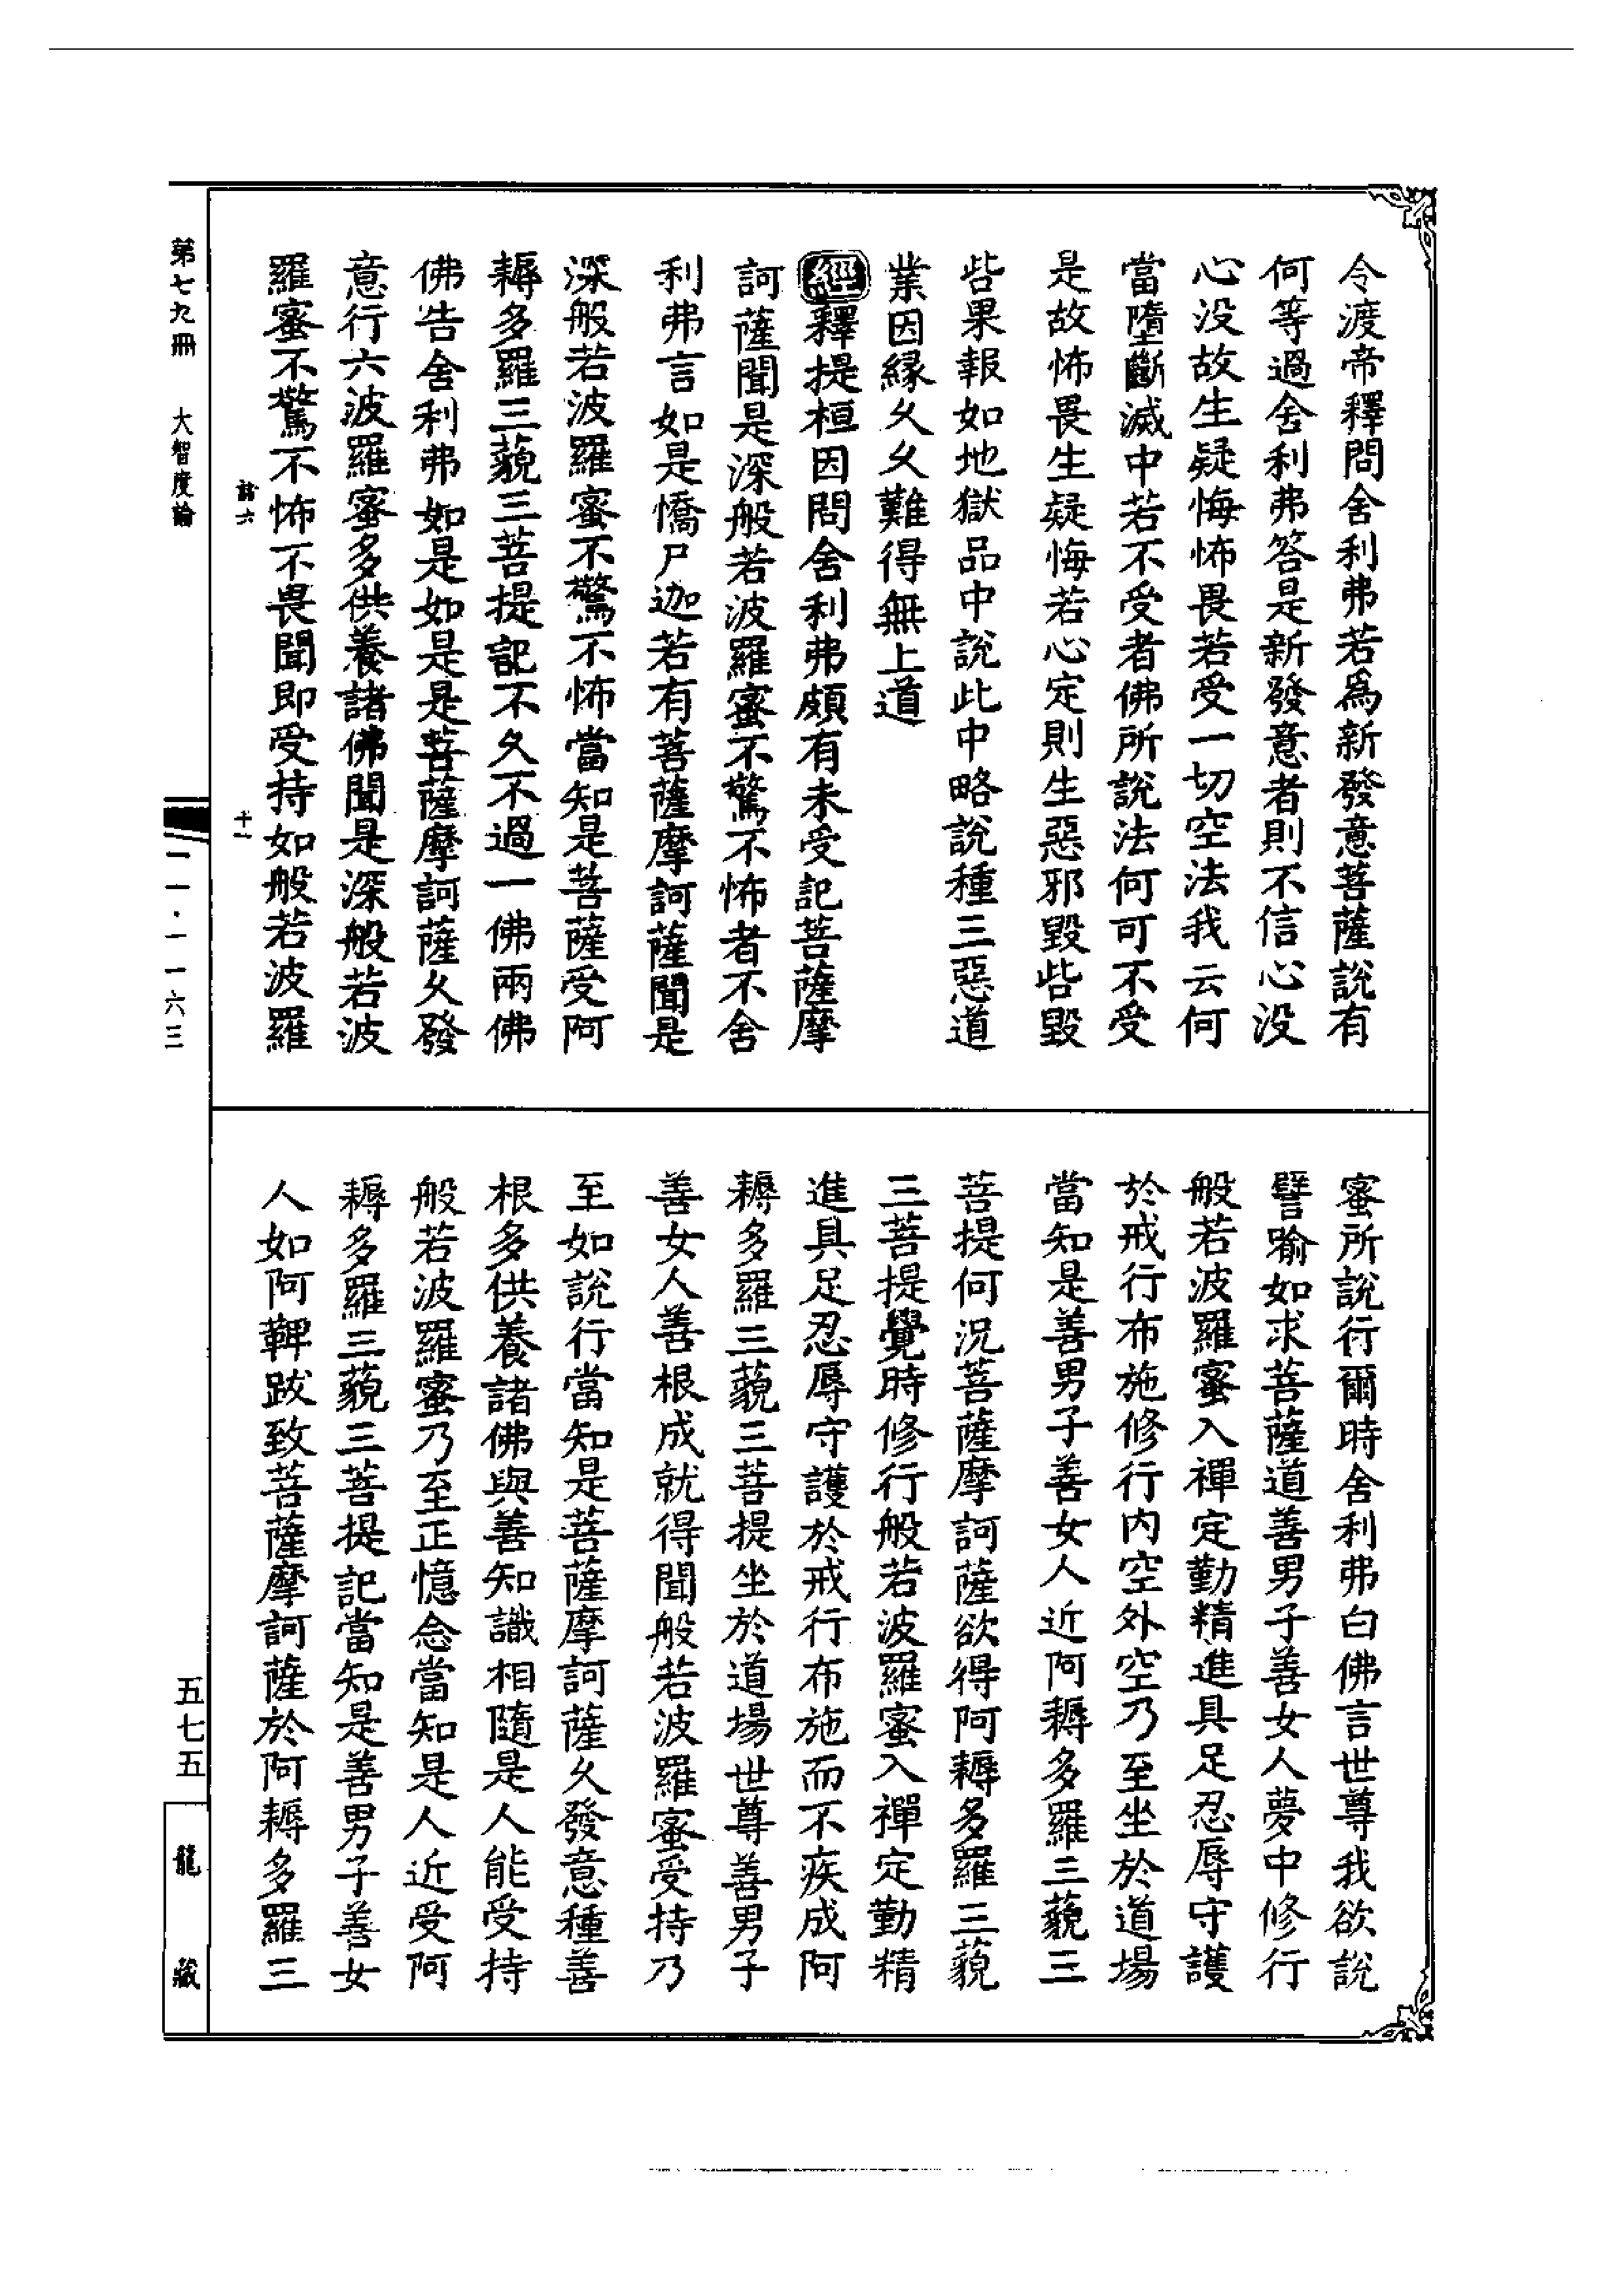 令渡帝釋問舍利弗若為新發意菩薩說有
何等過舍利弗答是新發意者則不信心没
心没故生疑悔怖畏若受一切空法我云何
當墮斷滅中若不受者佛所說法何可不受
是故怖畏生疑悔若心定則生惡邪毀呰毀
呰果報如地獄品中說此中略說種三惡道
業因緣久久難得無上道
經釋提桓因問舍利弗頗有未受記菩薩摩
訶薩聞是深般若波羅蜜不驚不怖者不舍
利弗言如是憍尸迦若有菩薩摩訶薩聞是
深般若波羅蜜不驚不怖當知是菩薩受阿
耨多羅三藐三菩提記不久不過一佛兩佛
佛告舍利弗如是如是是菩薩摩訶薩久發
意行六波羅蜜多供養諸佛聞是深般若波
羅蜜不驚不怖不畏聞即受持如般若波羅
蜜所說行爾時舍利弗白佛言世尊我欲說
譬喻如求菩薩道善男子善女人夢中修行
般若波羅蜜入禪定勤精進具足忍辱守護
於戒行布施修行内空外空乃至坐於道場
當知是善男子善女人近阿耨多羅三藐三
菩提何況菩薩摩訶薩欲得阿耨多羅三藐
三菩提覺時修行般若波羅蜜入禪定勤精
進具足忍辱守護於戒行布施而不疾成阿
耨多羅三藐三菩提坐於道場世尊善男子
善女人善根成就得聞般若波羅蜜受持乃
至如說行當知是菩薩摩訶薩久發意種善
根多供養諸佛與善知識相隨是人能受持
般若波羅蜜乃至正憶念當知是人近受阿
耨多羅三藐三菩提記當知是善男子善女
人如阿鞞跋致菩薩摩訶薩於阿耨多羅三
諸六
十一
第七九冊 大智度論
二一·一一六三
五七五
龍藏